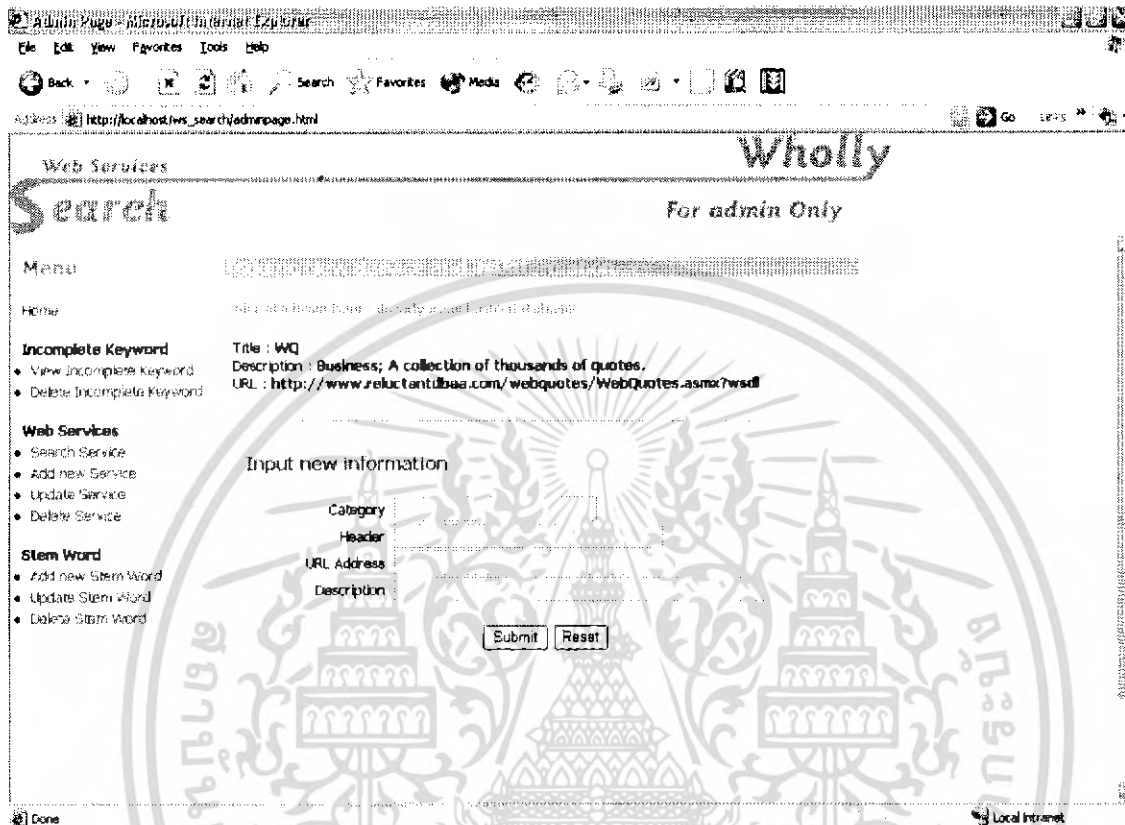 Admin Page - Microsoft Internet Explorer
File Edit View Favorites Tools Help
Back Search Favorites Media
Address http://localhost/ws_search/adminpage.html Go Links »
Web Services Wholly
Search For admin Only
Menu
Home
Incomplete Keyword
View Incomplete Keyword
Delete Incomplete Keyword
Web Services
Search Service
Add new Service
Update Service
Delete Service
Stem Word
Add new Stem Word
Update Stem Word
Delete Stem Word
Title : WQ
Description : Business; A collection of thousands of quotes.
URL : http://www.reluctantdbaa.com/webquotes/WebQuotes.asmx?wsdl
Input new information
Category
Header
URL Address
Description
Submit Reset
Done Local intranet